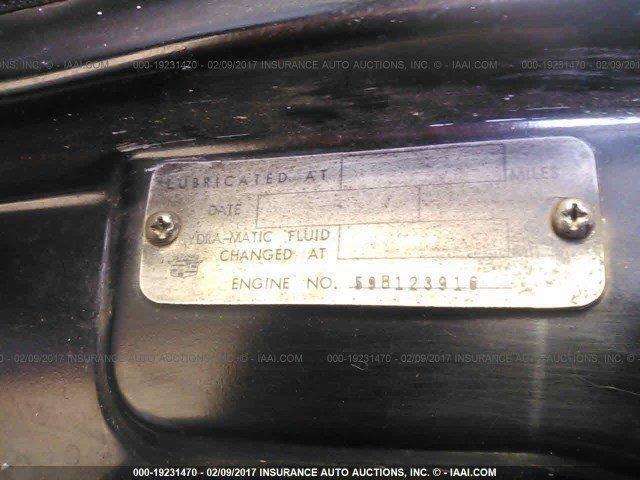 000-19231470 - 02/09/2017 INSURANCE AUTO AUCTIONS, INC. © - IAAI.COM
LUBRICATED AT MILES
DATE / /
HYDRA-MATIC FLUID
CHANGED AT
ENGINE NO. 59B123916
000-19231470 - 02/09/2017 INSURANCE AUTO AUCTIONS, INC. © - IAAI.COM
000-19231470 - 02/09/2017 INSURANCE AUTO AUCTIONS, INC. © - IAAI.COM